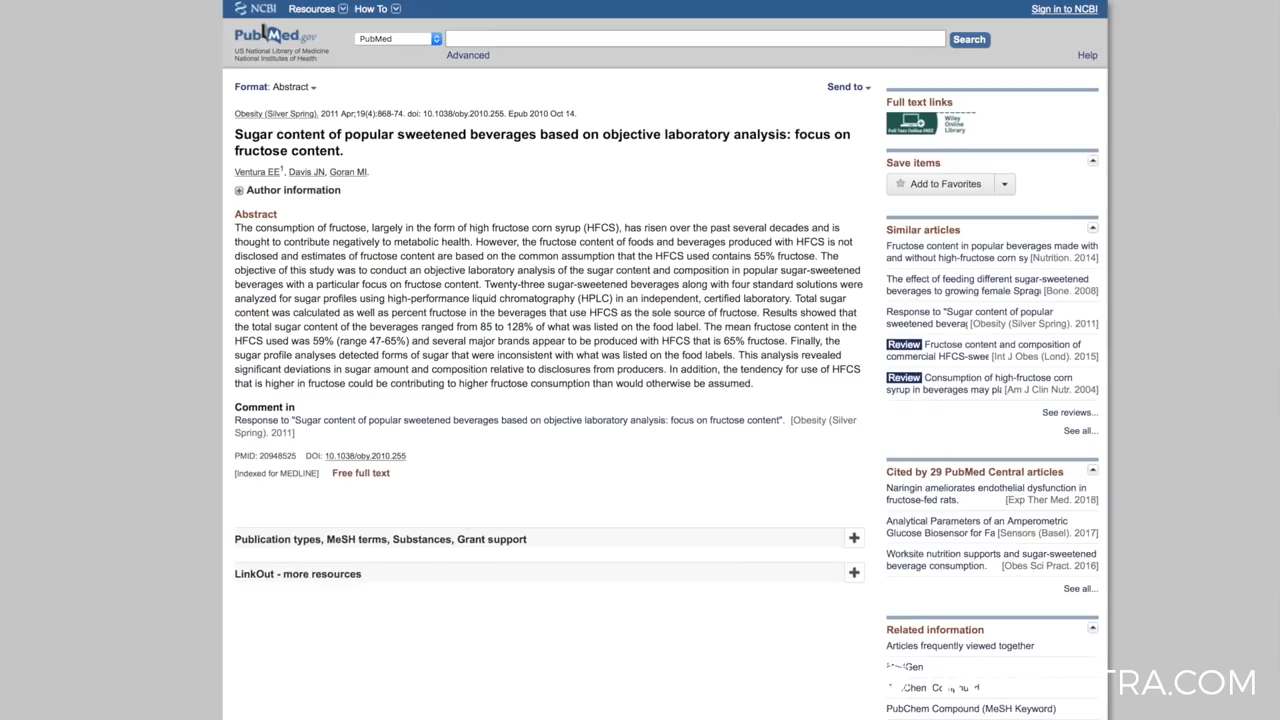 NCBI Resources How To Sign in to NCBI
PubMed.gov
US National Library of Medicine
National Institutes of Health
PubMed
Search
Advanced
Help
Format: Abstract
Send to
Obesity (Silver Spring). 2011 Apr;19(4):868-74. doi: 10.1038/oby.2010.255. Epub 2010 Oct 14.
Sugar content of popular sweetened beverages based on objective laboratory analysis: focus on
fructose content.
Ventura EE1, Davis JN, Goran MI.
Author information
Abstract
The consumption of fructose, largely in the form of high fructose corn syrup (HFCS), has risen over the past several decades and is
thought to contribute negatively to metabolic health. However, the fructose content of foods and beverages produced with HFCS is not
disclosed and estimates of fructose content are based on the common assumption that the HFCS used contains 55% fructose. The
objective of this study was to conduct an objective laboratory analysis of the sugar content and composition in popular sugar-sweetened
beverages with a particular focus on fructose content. Twenty-three sugar-sweetened beverages along with four standard solutions were
analyzed for sugar profiles using high-performance liquid chromatography (HPLC) in an independent, certified laboratory. Total sugar
content was calculated as well as percent fructose in the beverages that use HFCS as the sole source of fructose. Results showed that
the total sugar content of the beverages ranged from 85 to 128% of what was listed on the food label. The mean fructose content in the
HFCS used was 59% (range 47-65%) and several major brands appear to be produced with HFCS that is 65% fructose. Finally, the
sugar profile analyses detected forms of sugar that were inconsistent with what was listed on the food labels. This analysis revealed
significant deviations in sugar amount and composition relative to disclosures from producers. In addition, the tendency for use of HFCS
that is higher in fructose could be contributing to higher fructose consumption than would otherwise be assumed.
Comment in
Response to "Sugar content of popular sweetened beverages based on objective laboratory analysis: focus on fructose content". [Obesity (Silver
Spring). 2011]
PMID: 20948525 DOI: 10.1038/oby.2010.255
[Indexed for MEDLINE] Free full text
Publication types, MeSH terms, Substances, Grant support
LinkOut - more resources
Full text links
Full Text Online FREE
Wiley
Online
Library
Save items
Add to Favorites
Similar articles
Fructose content in popular beverages made with
and without high-fructose corn sy [Nutrition. 2014]
The effect of feeding different sugar-sweetened
beverages to growing female Sprag [Bone. 2008]
Response to "Sugar content of popular
sweetened bevera [Obesity (Silver Spring). 2011]
Review Fructose content and composition of
commercial HFCS-swee [Int J Obes (Lond). 2015]
Review Consumption of high-fructose corn
syrup in beverages may pl [Am J Clin Nutr. 2004]
See reviews...
See all...
Cited by 29 PubMed Central articles
Naringin ameliorates endothelial dysfunction in
fructose-fed rats. [Exp Ther Med. 2018]
Analytical Parameters of an Amperometric
Glucose Biosensor for Fa [Sensors (Basel). 2017]
Worksite nutrition supports and sugar-sweetened
beverage consumption. [Obes Sci Pract. 2016]
See all...
Related information
Articles frequently viewed together
PubChem Compound (MeSH Keyword)
TRA.COM